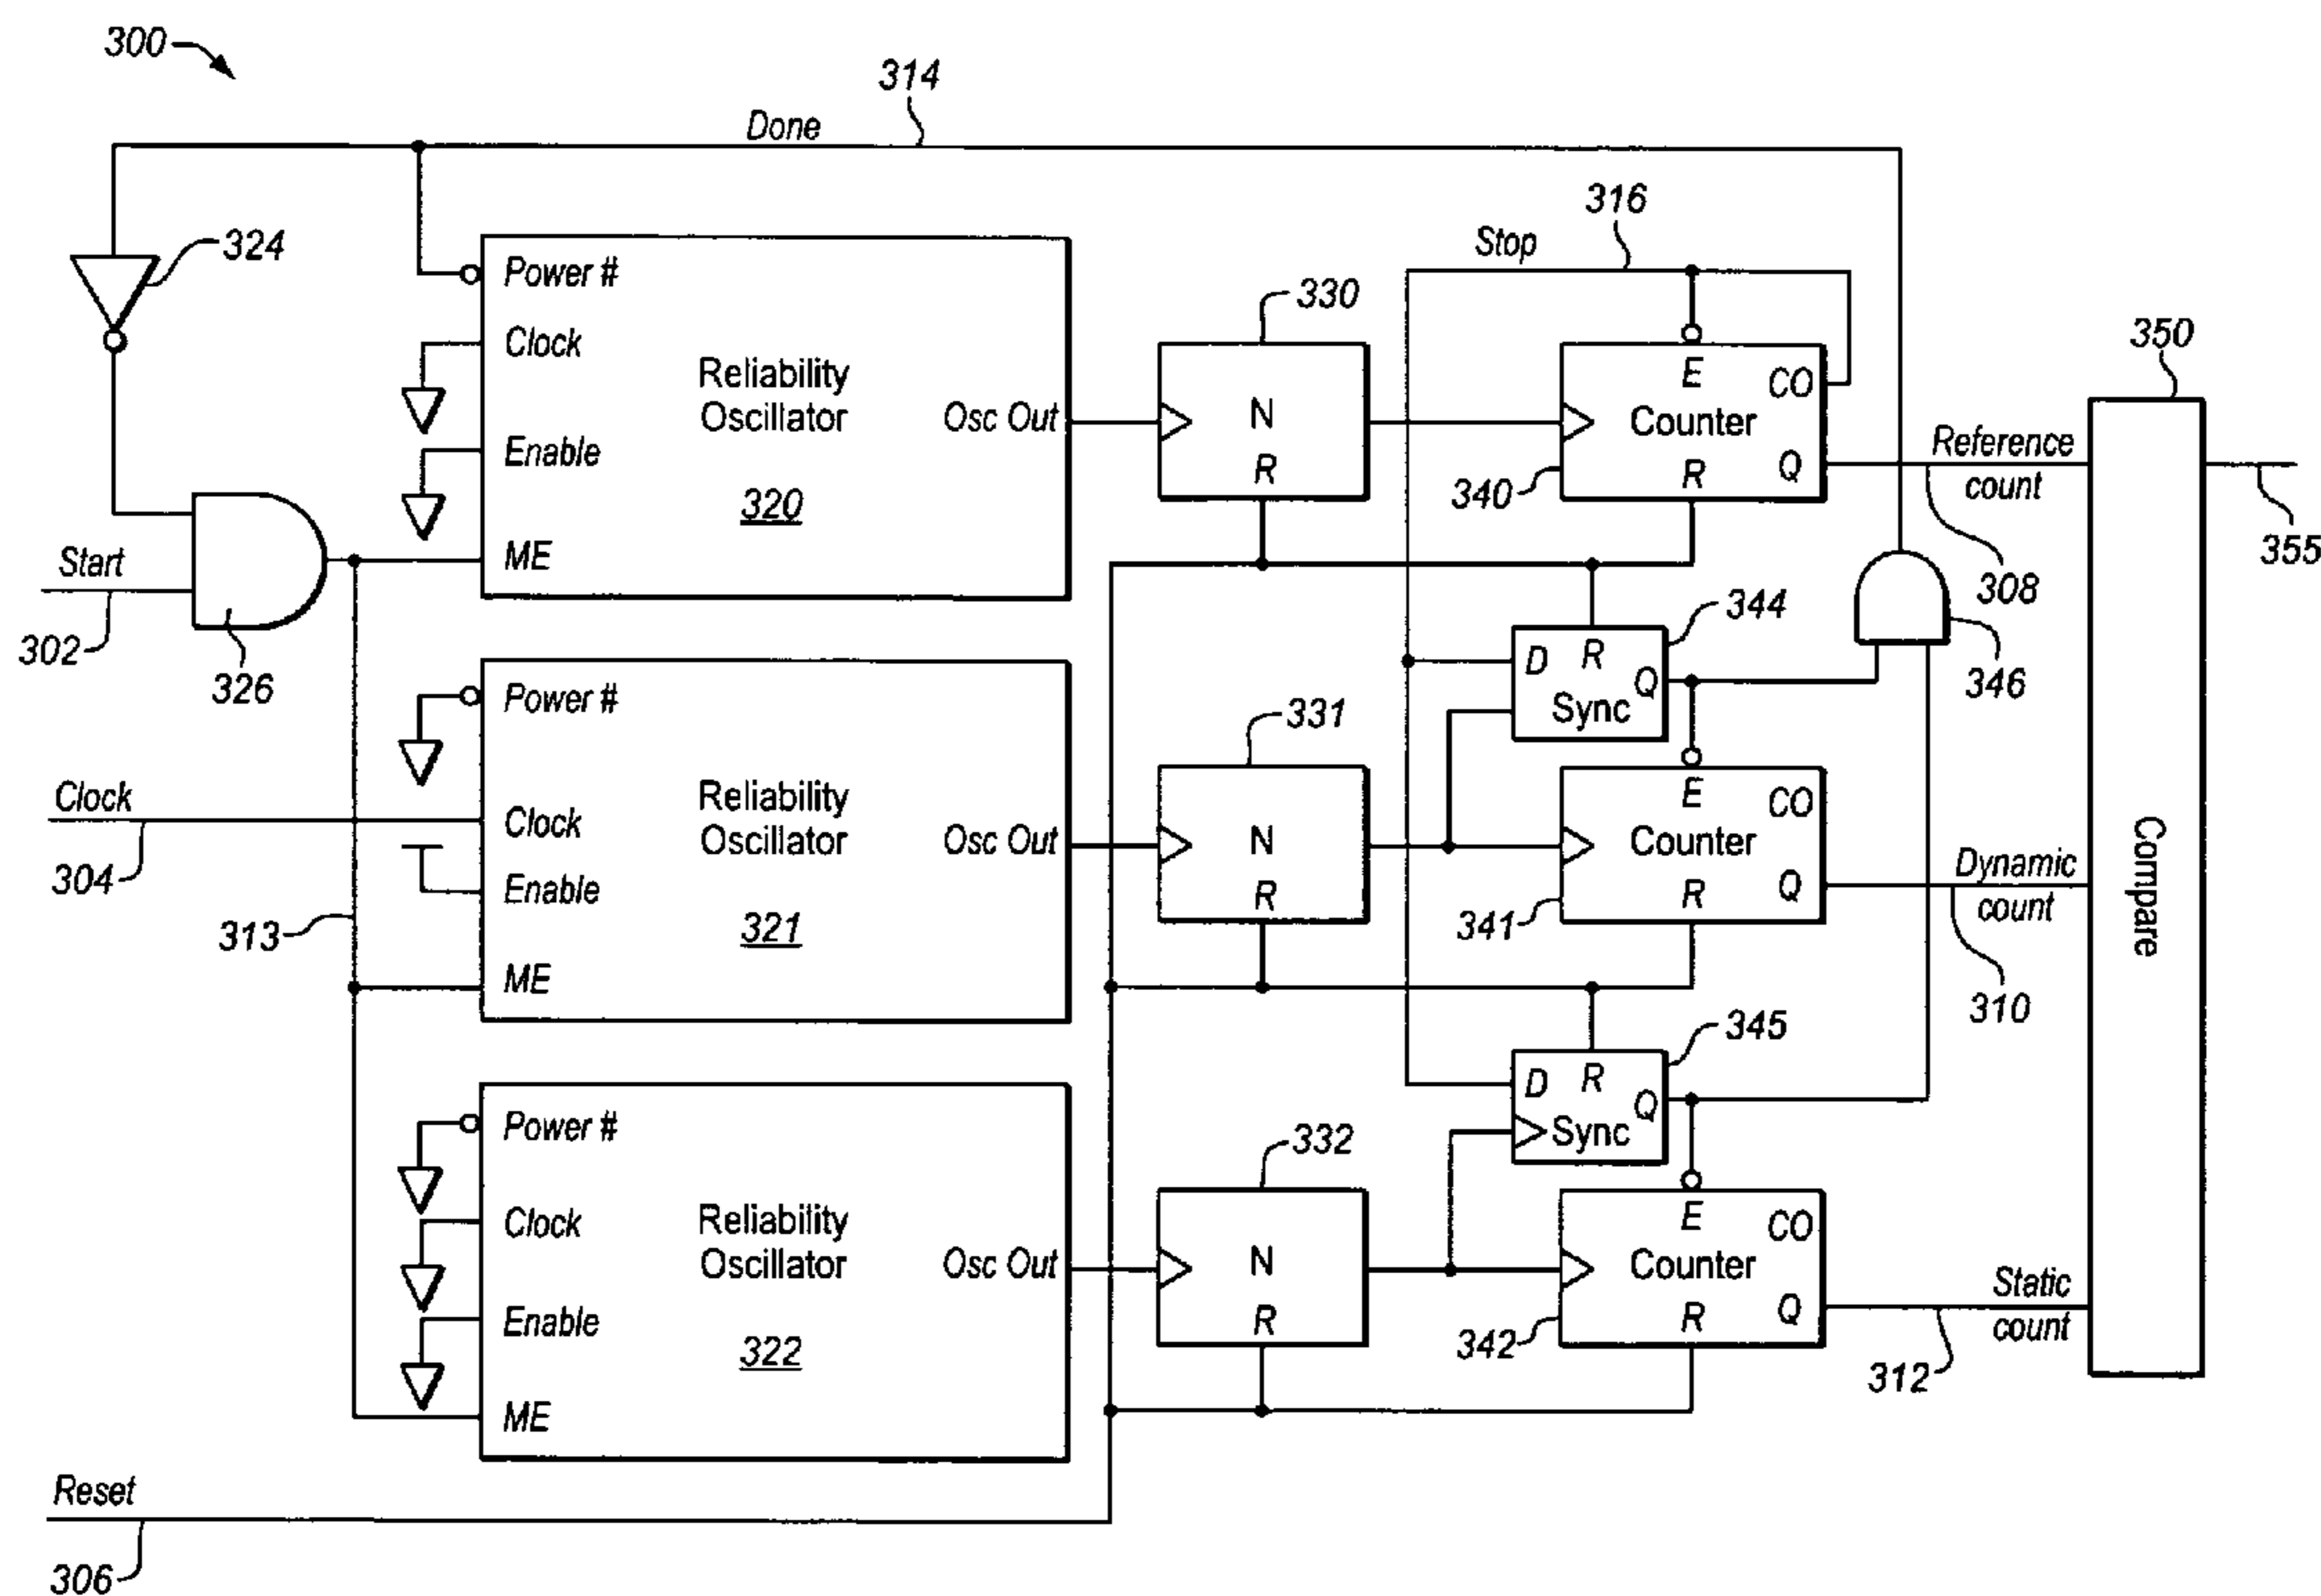 300
314
Done
316
Stop
324
Power #
Clock
Enable
ME
Reliability
Oscillator
320
Osc Out
330
N
R
E
CO
Counter
R
Q
340
350
Reference
count
308
355
Start
302
326
344
D
R
Q
Sync
346
Power #
Clock
Enable
ME
Reliability
Oscillator
321
Osc Out
331
N
R
E
CO
Counter
R
Q
341
Dynamic
count
310
Compare
Clock
304
313
345
D
R
Q
Sync
Power #
Clock
Enable
ME
Reliability
Oscillator
322
Osc Out
332
N
R
E
CO
Counter
R
Q
342
Static
count
312
Reset
306